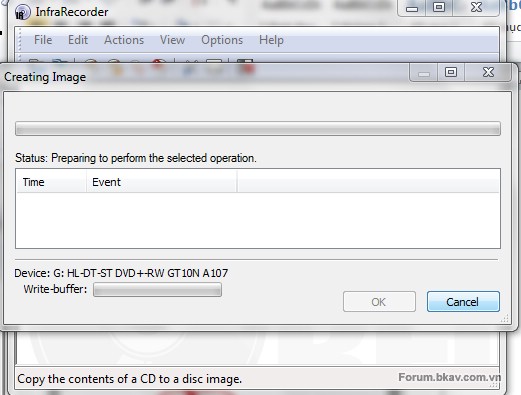 InfraRecorder
File Edit Actions View Options Help
Creating Image
Status: Preparing to perform the selected operation.
Time Event
Device: G: HL-DT-ST DVD+-RW GT10N A107
Write-buffer:
OK Cancel
Copy the contents of a CD to a disc image.
Forum.bkav.com.vn